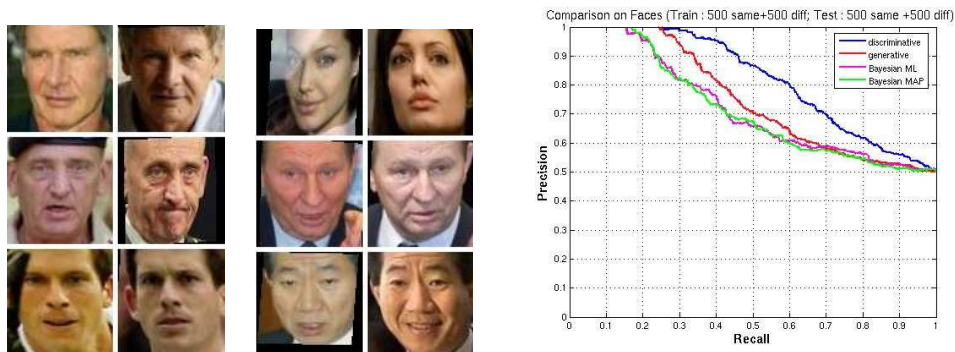 Comparison on Faces (Train : 500 same+500 diff; Test : 500 same +500 diff)
discriminative
generative
Bayesian ML
Bayesian MAP
Precision
1
0.9
0.8
0.7
0.6
0.5
0.4
0.3
0.2
0.1
0
0 0.1 0.2 0.3 0.4 0.5 0.6 0.7 0.8 0.9 1
Recall